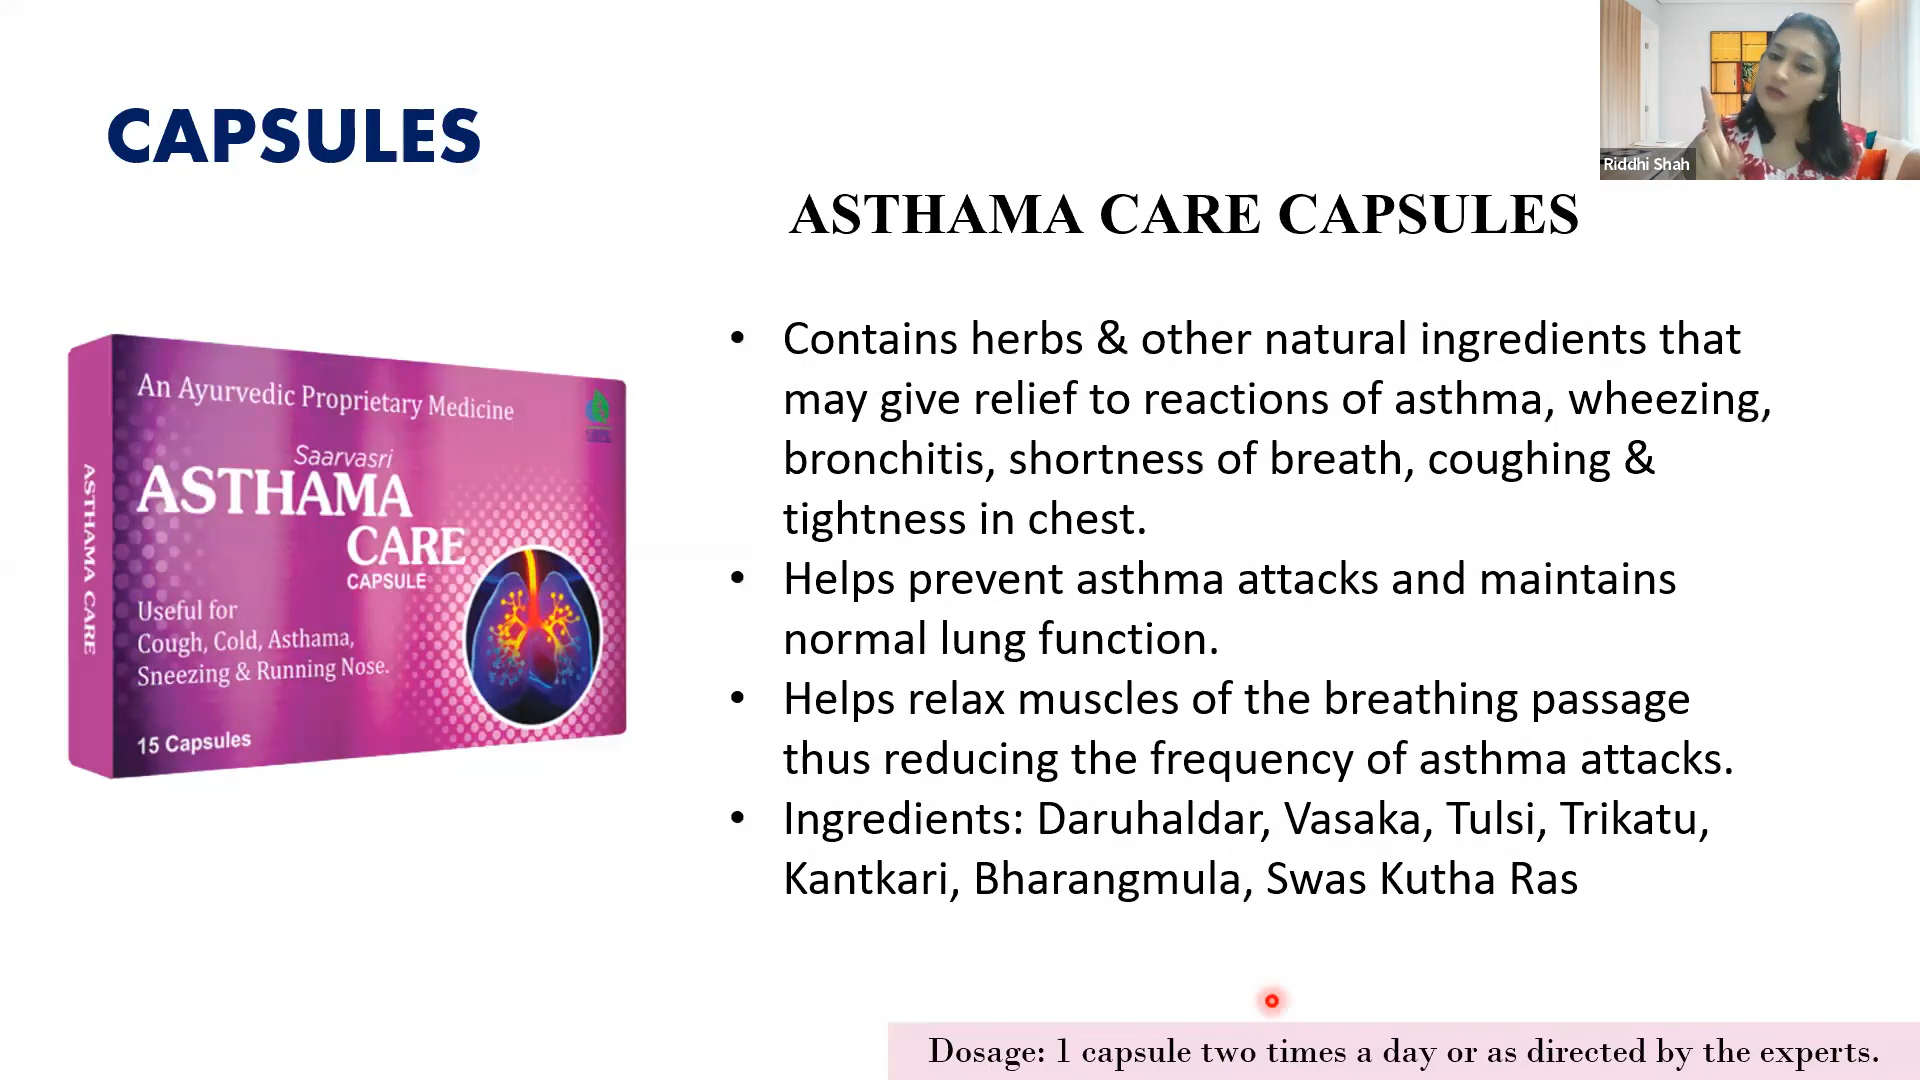 Riddhi Shah
CAPSULES
ASTHAMA CARE CAPSULES
An Ayurvedic Proprietary Medicine
Saarvasri
ASTHAMA
CARE
CAPSULE
Useful for
Cough, Cold, Asthama,
Sneezing & Running Nose.
15 Capsules
ASTHAMA CARE
• Contains herbs & other natural ingredients that
may give relief to reactions of asthma, wheezing,
bronchitis, shortness of breath, coughing &
tightness in chest.
• Helps prevent asthma attacks and maintains
normal lung function.
• Helps relax muscles of the breathing passage
thus reducing the frequency of asthma attacks.
• Ingredients: Daruhaldar, Vasaka, Tulsi, Trikatu,
Kantkari, Bharangmula, Swas Kutha Ras
Dosage: 1 capsule two times a day or as directed by the experts.